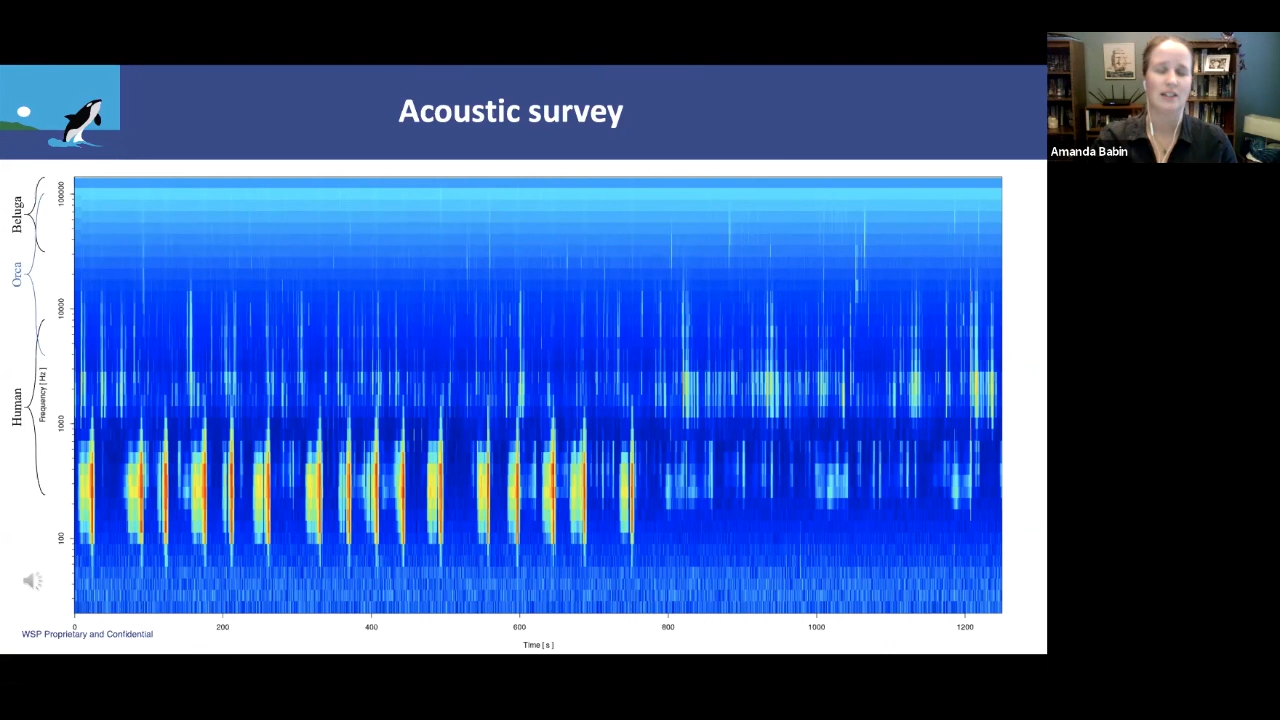 Acoustic survey
Amanda Babin
Beluga
Orca
Human
Frequency [ Hz ]
100000
10000
1000
100
0
200
400
600
800
1000
1200
Time [ s ]
WSP Proprietary and Confidential